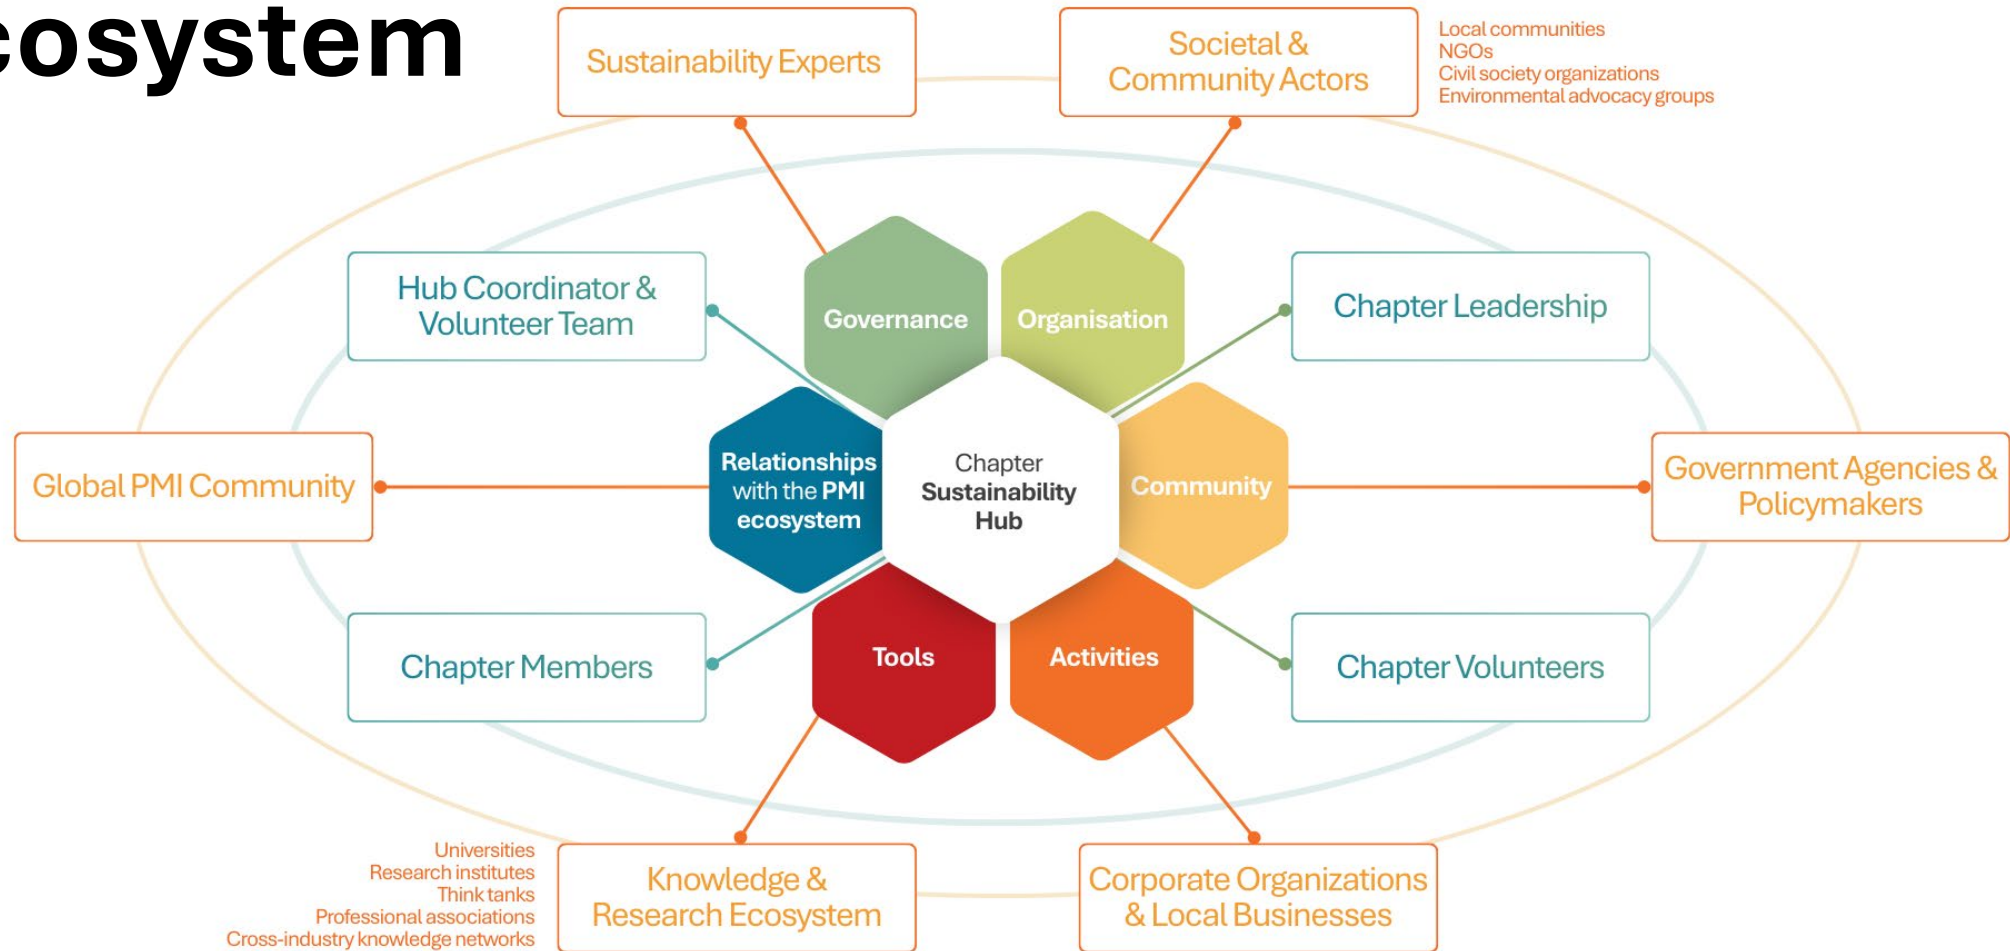 cosystem
Sustainability Experts
Societal &
Community Actors
Local communities
NGOs
Civil society organizations
Environmental advocacy groups
Hub Coordinator &
Volunteer Team
Governance
Organisation
Chapter Leadership
Global PMI Community
Relationships
with the PMI
ecosystem
Chapter
Sustainability
Hub
Community
Government Agencies &
Policymakers
Chapter Members
Tools
Activities
Chapter Volunteers
Universities
Research institutes
Think tanks
Professional associations
Cross-industry knowledge networks
Knowledge &
Research Ecosystem
Corporate Organizations
& Local Businesses